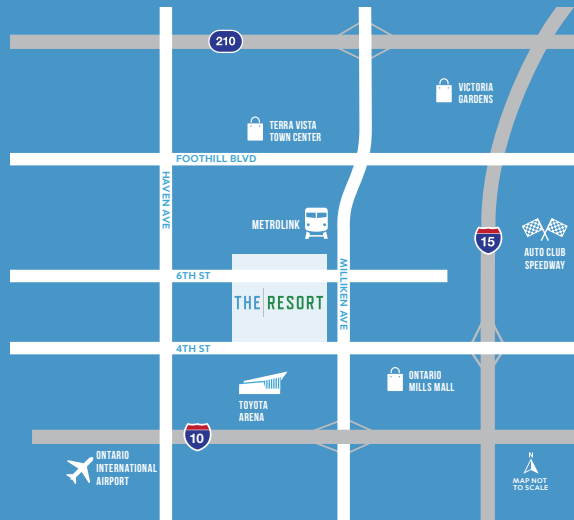 210
VICTORIA
GARDENS
TERRA VISTA
TOWN CENTER
FOOTHILL BLVD
HAVEN AVE
METROLINK
15
AUTO CLUB
SPEEDWAY
6TH ST
MILLIKEN AVE
THE RESORT
4TH ST
ONTARIO
MILLS MALL
TOYOTA
ARENA
10
ONTARIO
INTERNATIONAL
AIRPORT
N
MAP NOT
TO SCALE